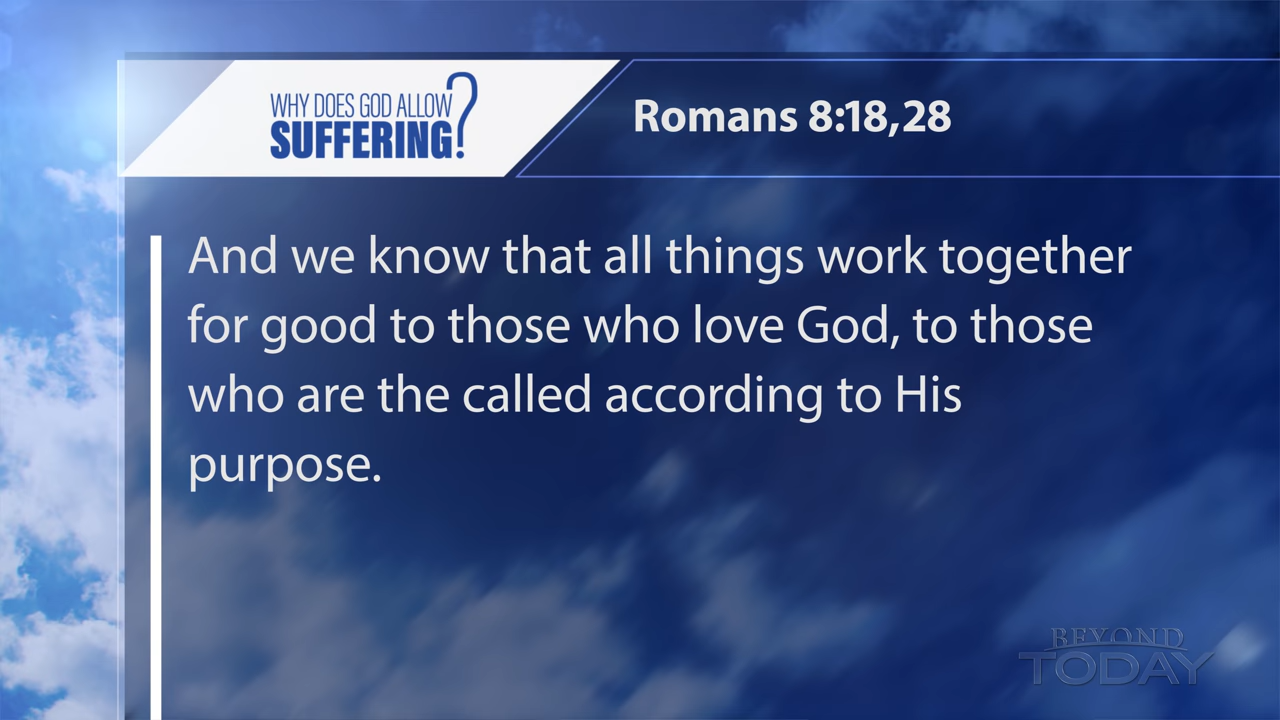 WHY DOES GOD ALLOW
SUFFERING?
Romans 8:18,28
And we know that all things work together
for good to those who love God, to those
who are the called according to His
purpose.
BEYOND
TODAY